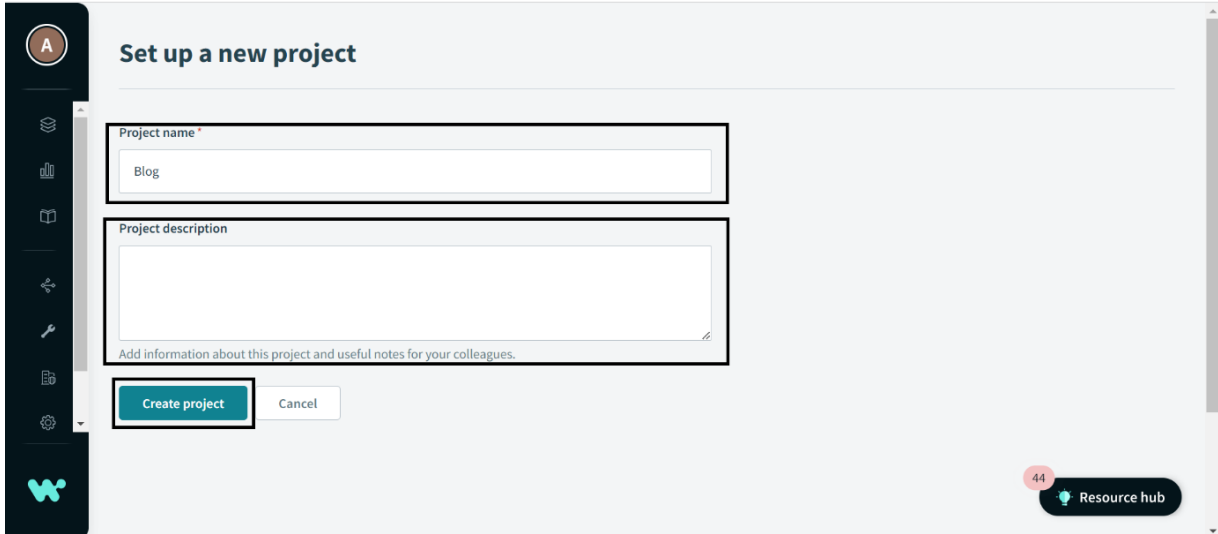 A
Set up a new project
Project name *
Blog
Project description
Add information about this project and useful notes for your colleagues.
Create project
Cancel
44
Resource hub